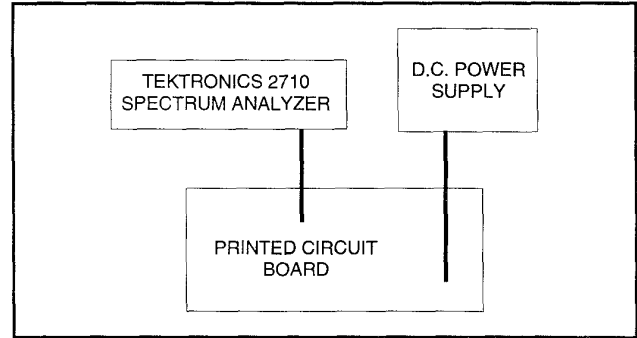 TEKTRONICS 2710
SPECTRUM ANALYZER
D.C. POWER
SUPPLY
PRINTED CIRCUIT
BOARD